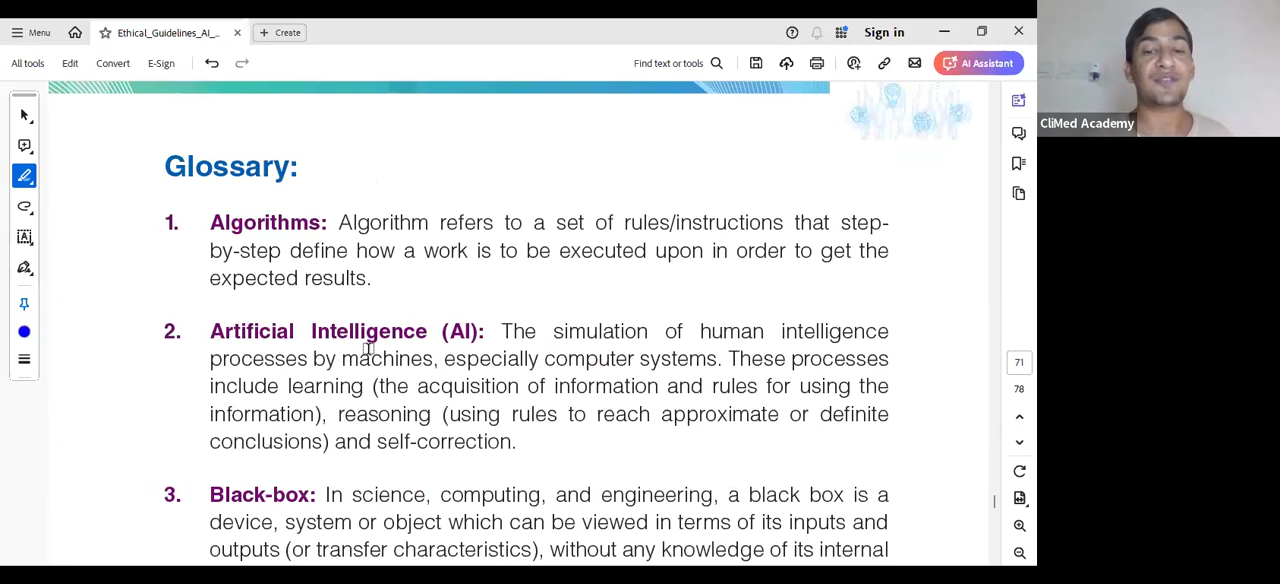 Menu
Ethical_Guidelines_AI_...
Create
Sign in
All tools
Edit
Convert
E-Sign
Find text or tools
AI Assistant
CliMed Academy
Glossary:
1. Algorithms: Algorithm refers to a set of rules/instructions that step-
by-step define how a work is to be executed upon in order to get the
expected results.
2. Artificial Intelligence (AI): The simulation of human intelligence
processes by machines, especially computer systems. These processes
include learning (the acquisition of information and rules for using the
information), reasoning (using rules to reach approximate or definite
conclusions) and self-correction.
3. Black-box: In science, computing, and engineering, a black box is a
device, system or object which can be viewed in terms of its inputs and
outputs (or transfer characteristics), without any knowledge of its internal
71
78